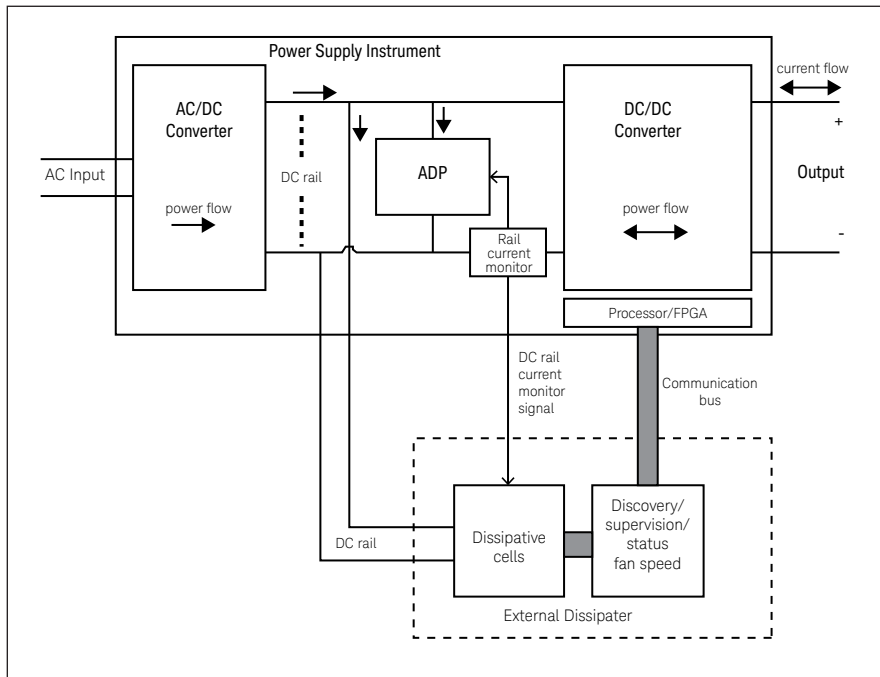 Power Supply Instrument
AC/DC
Converter
DC/DC
Converter
current flow
+
AC Input
DC rail
ADP
Output
power flow
power flow
-
Rail
current
monitor
Processor/FPGA
DC rail
current
monitor
signal
Communication
bus
Dissipative
cells
Discovery/
supervision/
status
fan speed
DC rail
External Dissipater